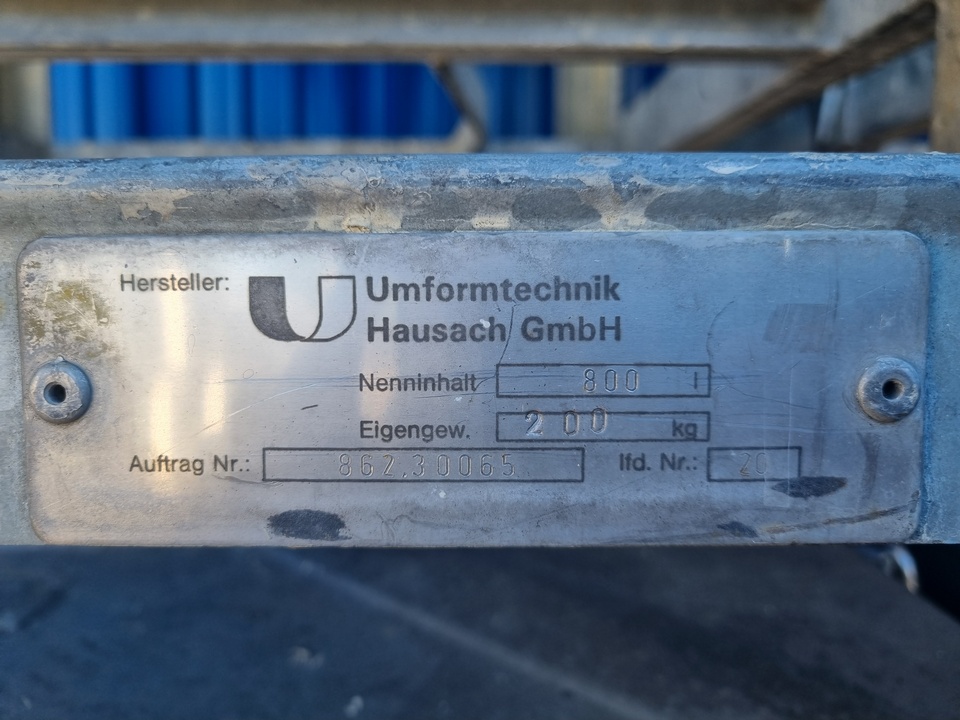 Hersteller: Umformtechnik
Hausach GmbH
Nenninhalt 800 l
Eigengew. 200 kg
Auftrag Nr.: 862.30065 lfd. Nr.: 20